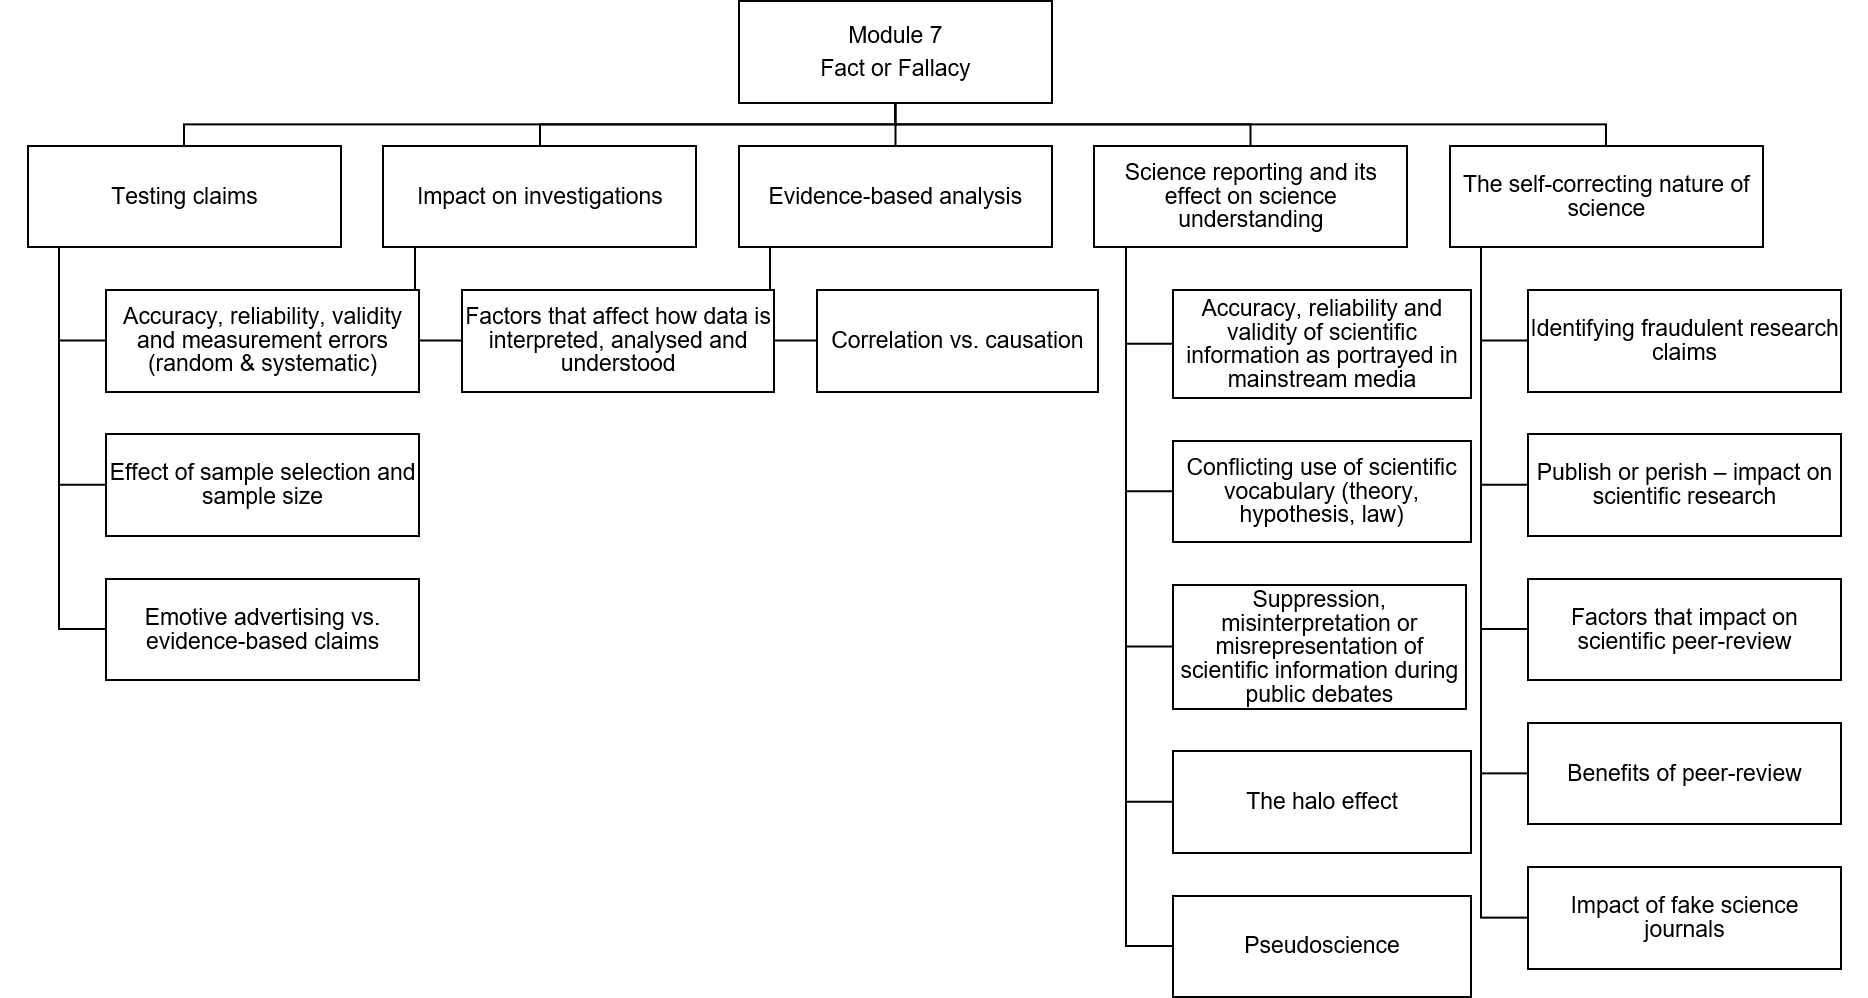 Module 7
Fact or Fallacy
Testing claims
Impact on investigations
Evidence-based analysis
Science reporting and its
effect on science
understanding
The self-correcting nature of
science
Accuracy, reliability, validity
and measurement errors
(random & systematic)
Effect of sample selection and
sample size
Emotive advertising vs.
evidence-based claims
Factors that affect how data is
interpreted, analysed and
understood
Correlation vs. causation
Accuracy, reliability and
validity of scientific
information as portrayed in
mainstream media
Conflicting use of scientific
vocabulary (theory,
hypothesis, law)
Suppression,
misinterpretation or
misrepresentation of
scientific information during
public debates
The halo effect
Pseudoscience
Identifying fraudulent research
claims
Publish or perish – impact on
scientific research
Factors that impact on
scientific peer-review
Benefits of peer-review
Impact of fake science
journals